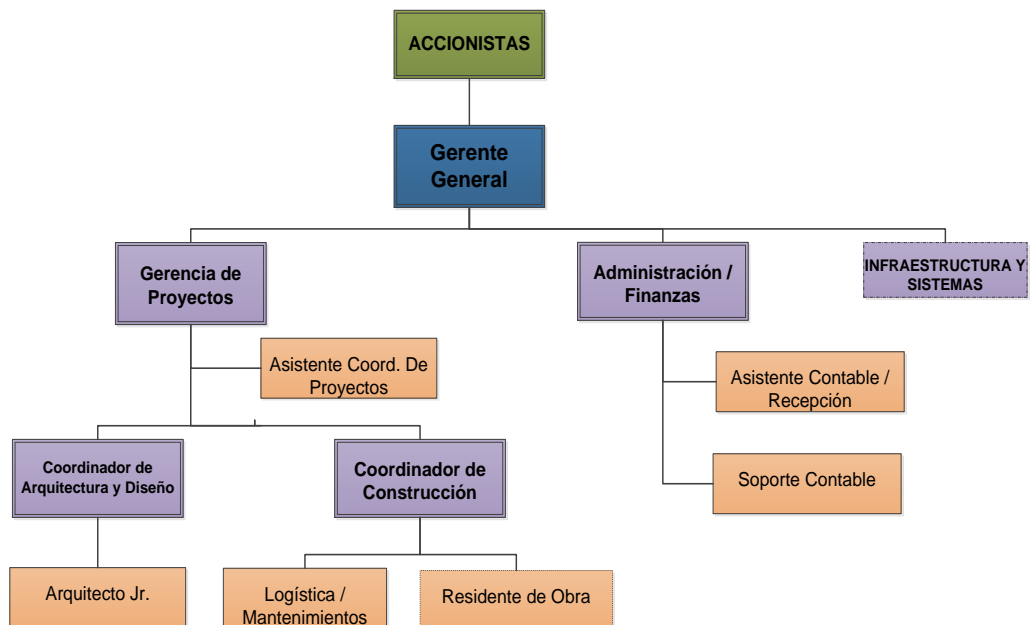 ACCIONISTAS
Gerente
General
Gerencia de
Proyectos
Administración /
Finanzas
INFRAESTRUCTURA Y
SISTEMAS
Asistente Coord. De
Proyectos
Asistente Contable /
Recepción
Coordinador de
Arquitectura y Diseño
Coordinador de
Construcción
Soporte Contable
Arquitecto Jr.
Logística /
Mantenimientos
Residente de Obra